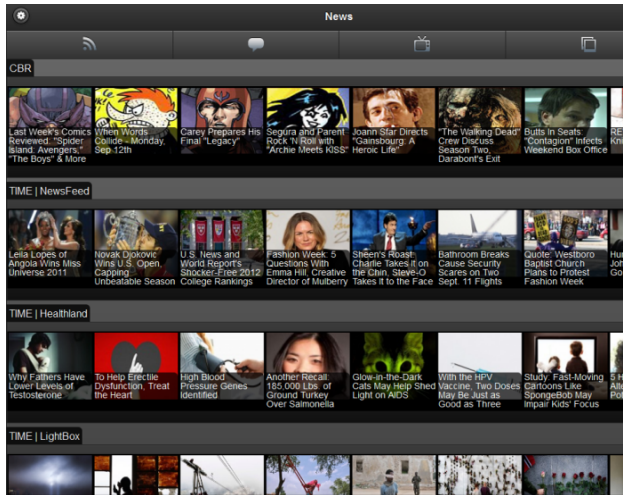 News
CBR
Last Week's Comics
Reviewed: "Spider
Island: Avengers,"
"The Boys" & More
When Words
Collide - Monday,
Sep 12th
Carey Prepares His
Final "Legacy"
Segura and Parent
Rock 'N Roll with
"Archie Meets KISS"
Joann Sfar Directs
"Gainsbourg: A
Heroic Life"
"The Walking Dead"
Crew Discuss
Season Two,
Darabont's Exit
Butts In Seats:
"Contagion" Infects
Weekend Box Office
TIME | NewsFeed
Leila Lopes of
Angola Wins Miss
Universe 2011
Novak Djokovic
Wins U.S. Open,
Capping
Unbeatable Season
U.S. News and
World Report's
Shocker-Free 2012
College Rankings
Fashion Week: 5
Questions With
Emma Hill, Creative
Director of Mulberry
Sheen's Roast:
Charlie Takes It on
the Chin, Steve-O
Takes It to the Face
Bathroom Breaks
Cause Security
Scares on Two
Sept. 11 Flights
Quote: Westboro
Baptist Church
Plans to Protest
Fashion Week
TIME | Healthland
Why Fathers Have
Lower Levels of
Testosterone
To Help Erectile
Dysfunction, Treat
the Heart
High Blood
Pressure Genes
Identified
Another Recall:
185,000 Lbs. of
Ground Turkey
Over Salmonella
Glow-in-the-Dark
Cats May Help Shed
Light on AIDS
With the HPV
Vaccine, Two Doses
May Be Just as
Good as Three
Study: Fast-Moving
Cartoons Like
SpongeBob May
Impair Kids' Focus
TIME | LightBox